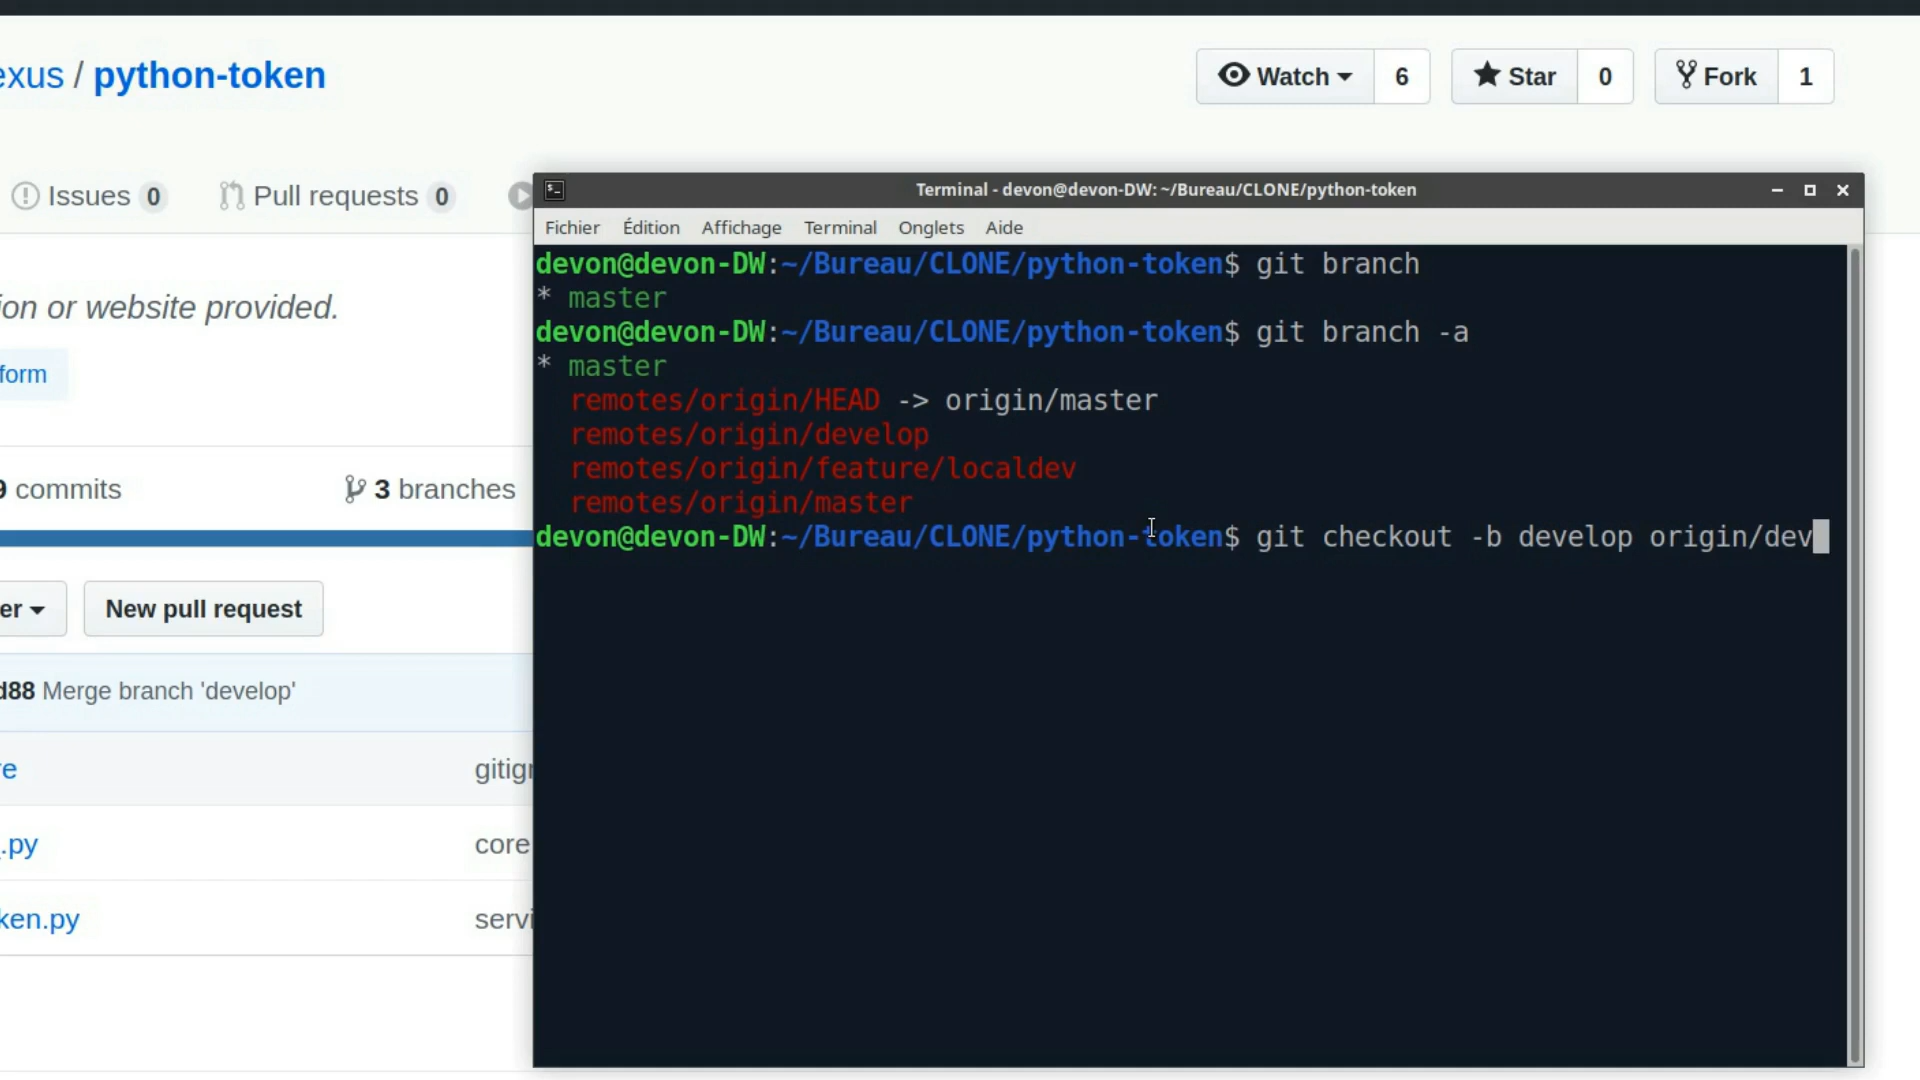 exus / python-token
Watch 6 Star 0 Fork 1
Issues 0 Pull requests 0
Terminal - devon@devon-DW: ~/Bureau/CLONE/python-token
Fichier Édition Affichage Terminal Onglets Aide
devon@devon-DW:~/Bureau/CLONE/python-token$ git branch
* master
devon@devon-DW:~/Bureau/CLONE/python-token$ git branch -a
* master
remotes/origin/HEAD -> origin/master
remotes/origin/develop
remotes/origin/feature/localdev
remotes/origin/master
devon@devon-DW:~/Bureau/CLONE/python-token$ git checkout -b develop origin/dev
ion or website provided.
form
9 commits 3 branches
er New pull request
d88 Merge branch 'develop'
re gitign
.py core
ken.py servi